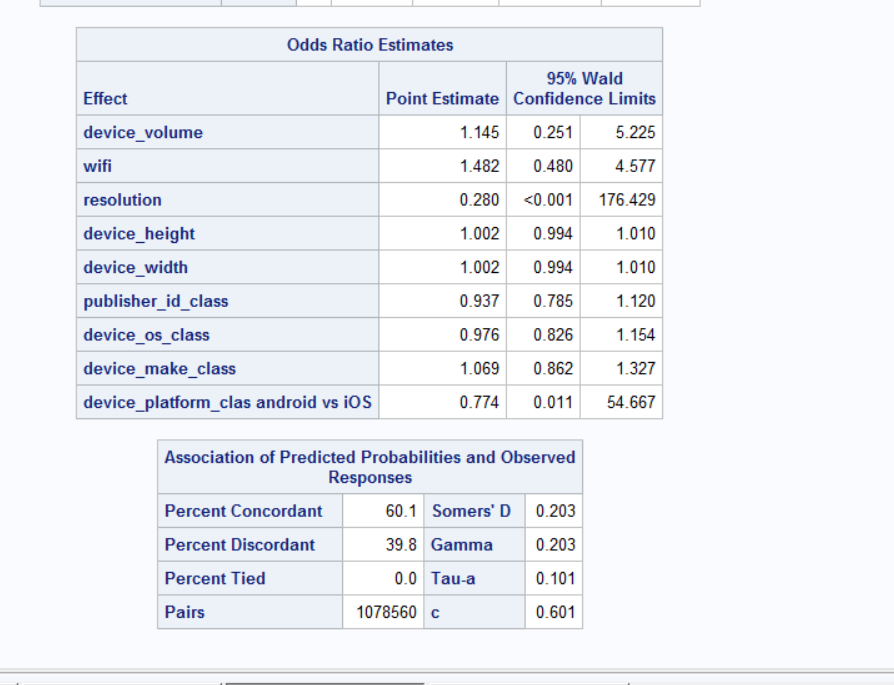 Odds Ratio Estimates
Effect Point Estimate 95% Wald Confidence Limits
device_volume 1.145 0.251 5.225
wifi 1.482 0.480 4.577
resolution 0.280 <0.001 176.429
device_height 1.002 0.994 1.010
device_width 1.002 0.994 1.010
publisher_id_class 0.937 0.785 1.120
device_os_class 0.976 0.826 1.154
device_make_class 1.069 0.862 1.327
device_platform_clas android vs iOS 0.774 0.011 54.667
Association of Predicted Probabilities and Observed
Responses
Percent Concordant 60.1 Somers' D 0.203
Percent Discordant 39.8 Gamma 0.203
Percent Tied 0.0 Tau-a 0.101
Pairs 1078560 c 0.601